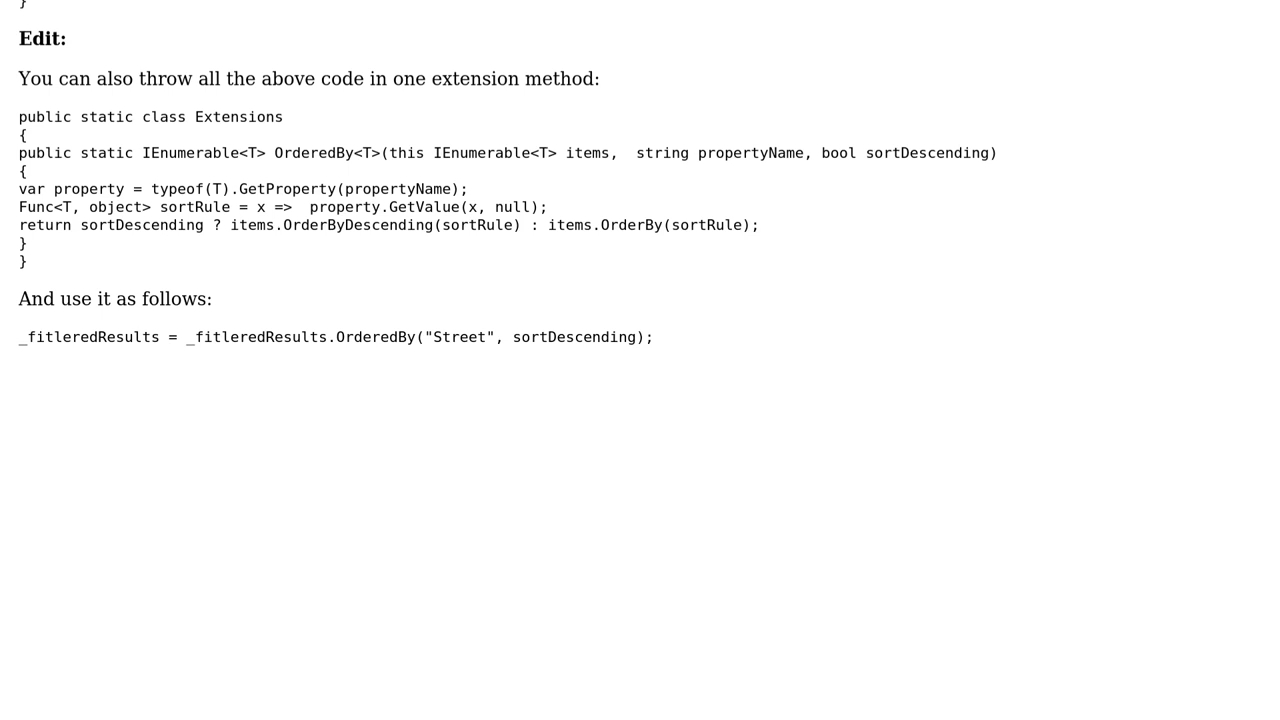 }
Edit:
You can also throw all the above code in one extension method:
public static class Extensions
{
public static IEnumerable<T> OrderedBy<T>(this IEnumerable<T> items,  string propertyName, bool sortDescending)
{
var property = typeof(T).GetProperty(propertyName);
Func<T, object> sortRule = x =>  property.GetValue(x, null);
return sortDescending ? items.OrderByDescending(sortRule) : items.OrderBy(sortRule);
}
}
And use it as follows:
_fitleredResults = _fitleredResults.OrderedBy("Street", sortDescending);